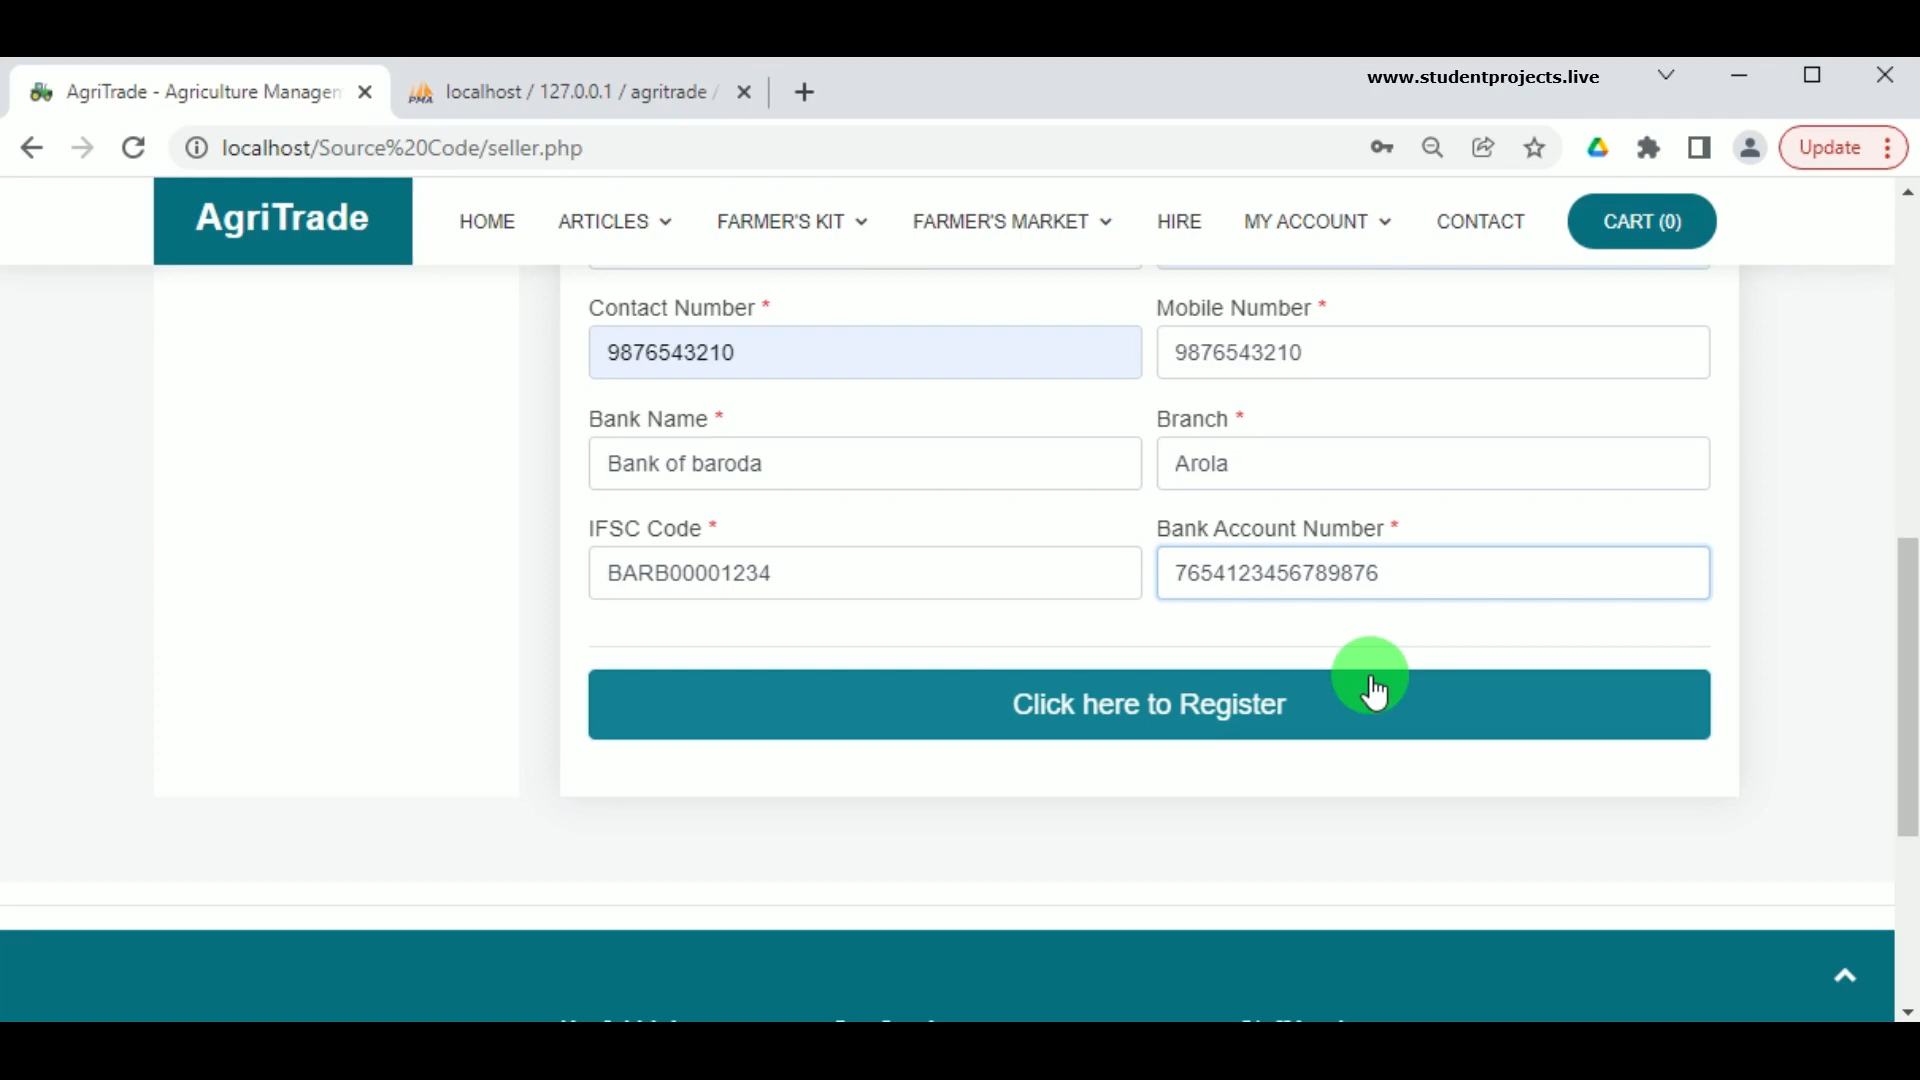 www.studentprojects.live
AgriTrade - Agriculture Managen
PMA localhost / 127.0.0.1 / agritrade /
localhost/Source%20Code/seller.php
Update
AgriTrade
HOME
ARTICLES
FARMER'S KIT
FARMER'S MARKET
HIRE
MY ACCOUNT
CONTACT
CART (0)
Contact Number *
Mobile Number *
9876543210
9876543210
Bank Name *
Branch *
Bank of baroda
Arola
IFSC Code *
Bank Account Number *
BARB00001234
7654123456789876
Click here to Register